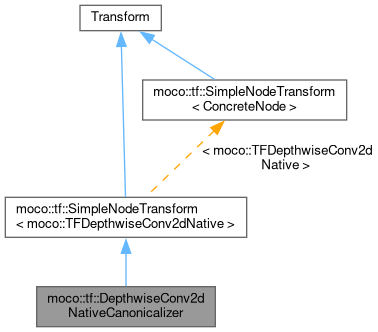 Transform
moco::tf::SimpleNodeTransform
< ConcreteNode >
< moco::TFDepthwiseConv2d
Native >
moco::tf::SimpleNodeTransform
< moco::TFDepthwiseConv2dNative >
moco::tf::DepthwiseConv2d
NativeCanonicalizer